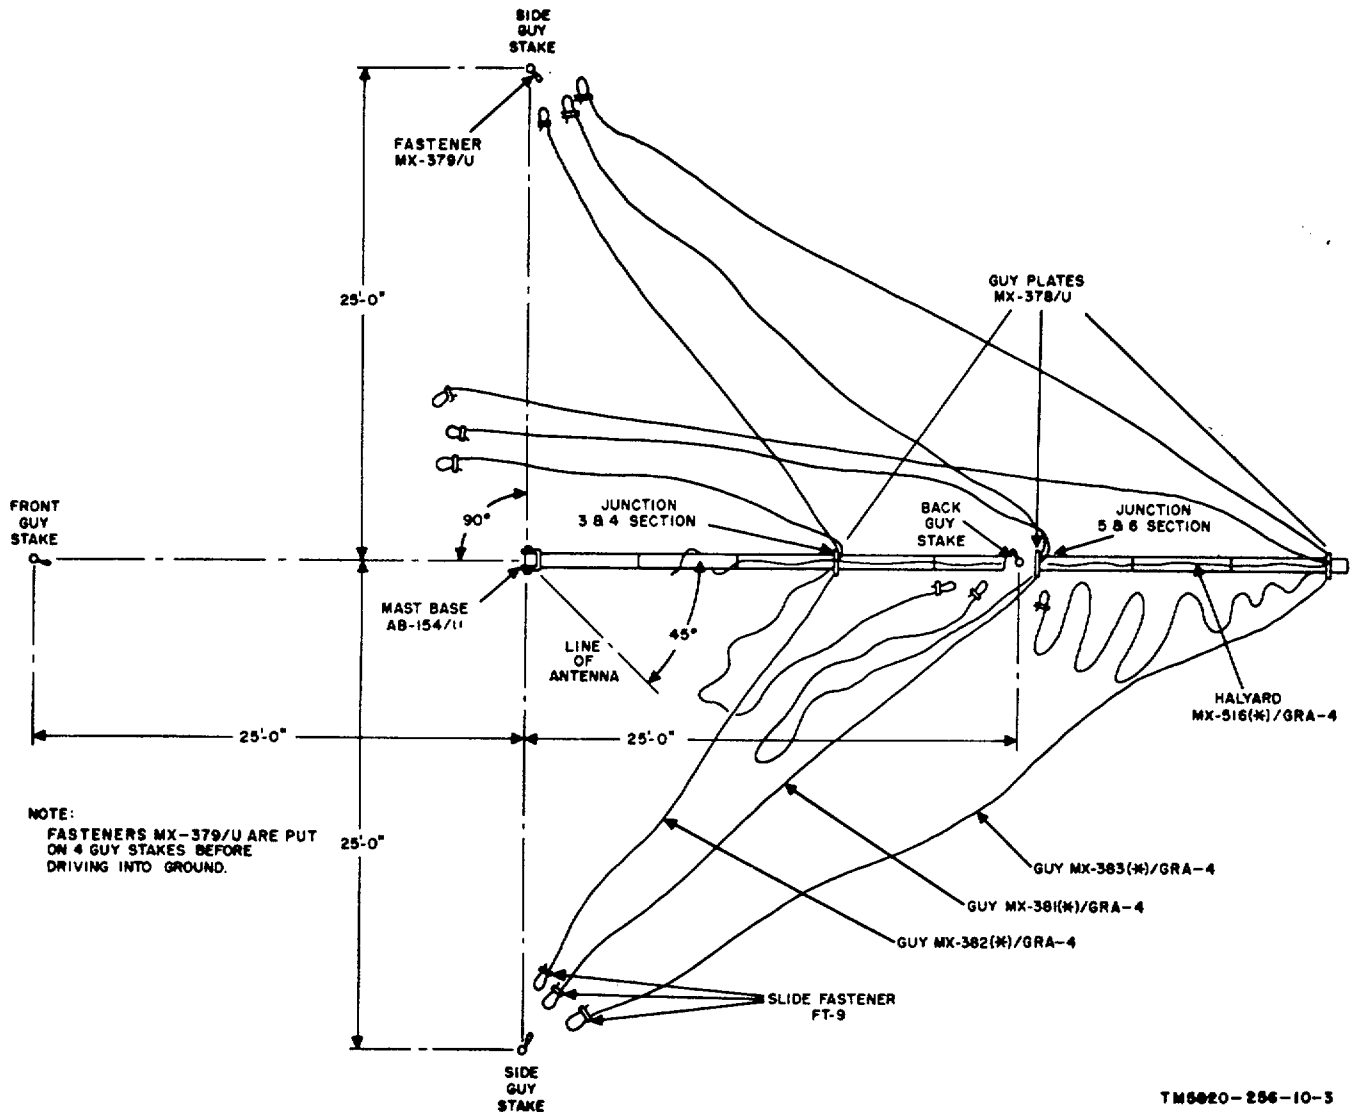 SIDE
GUY
STAKE
FASTENER
MX-379/U
25'-0"
GUY PLATES
MX-378/U
FRONT
GUY
STAKE
90°
JUNCTION
3 & 4 SECTION
BACK
GUY
STAKE
JUNCTION
5 & 6 SECTION
MAST BASE
AB-154/U
LINE
OF
ANTENNA
45°
HALYARD
MX-516(*)/GRA-4
25'-0"
25'-0"
NOTE:
FASTENERS MX-379/U ARE PUT
ON 4 GUY STAKES BEFORE
DRIVING INTO GROUND.
25'-0"
GUY MX-383(*)/GRA-4
GUY MX-381(*)/GRA-4
GUY MX-382(*)/GRA-4
SLIDE FASTENER
FT-9
SIDE
GUY
STAKE
TM5820-256-10-3